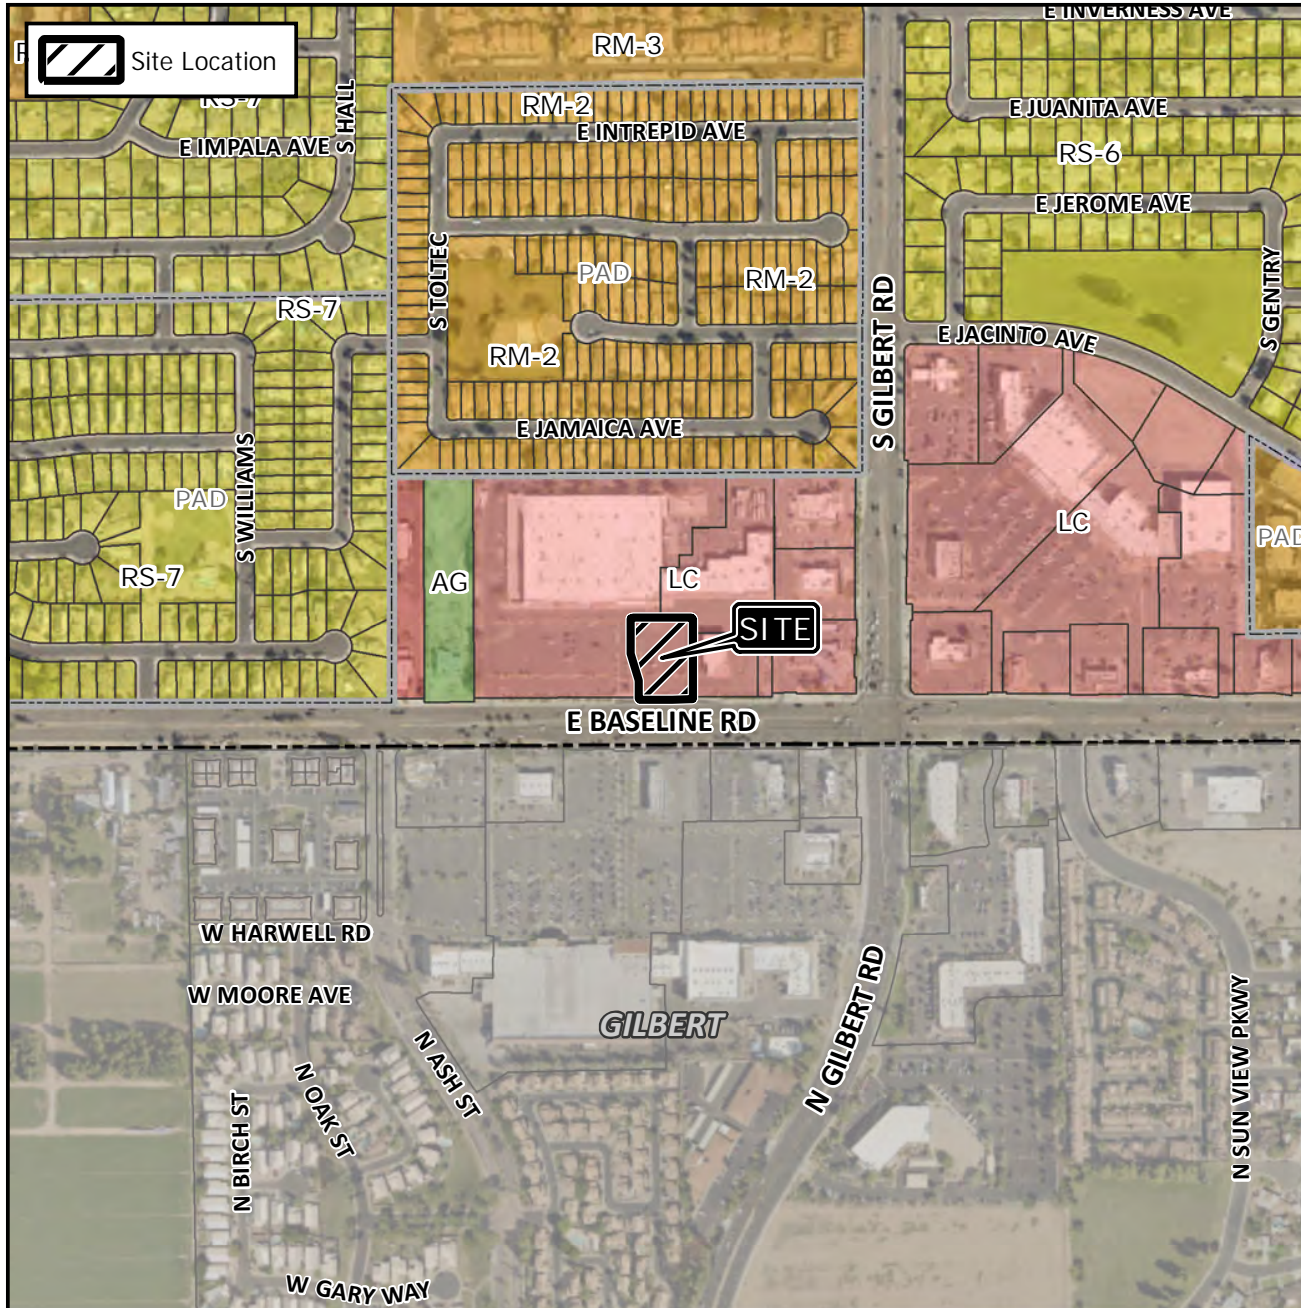 E INVERNESS AVE
RM-3
R
Site Location
RS-7
S HALL
RM-2
E JUANITA AVE
E INTREPID AVE
E IMPALA AVE
RS-6
E JEROME AVE
S TOLTEC
PAD
RM-2
S GENTRY
RS-7
S GILBERT RD
E JACINTO AVE
RM-2
E JAMAICA AVE
S WILLIAMS
PAD
LC
PAD
RS-7
AG
LC
SITE
E BASELINE RD
W HARWELL RD
W MOORE AVE
GILBERT
N GILBERT RD
N ASH ST
N OAK ST
N BIRCH ST
N SUN VIEW PKWY
W GARY WAY